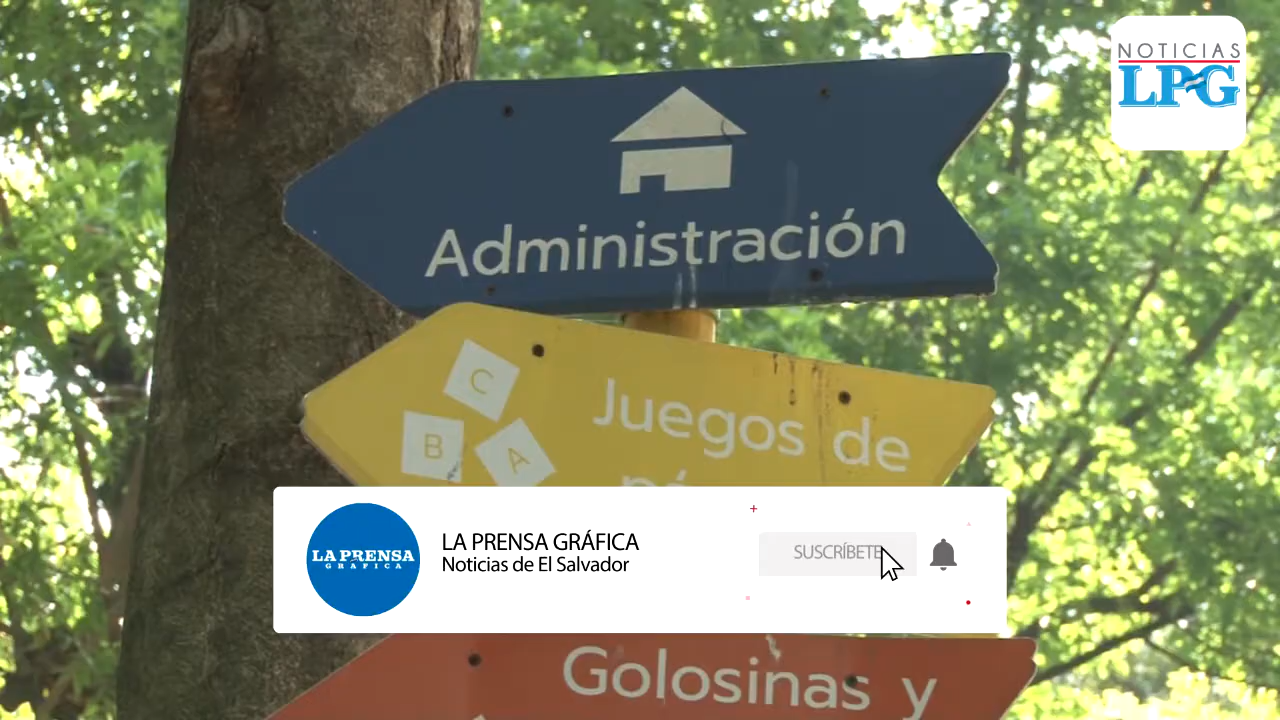 NOTICIAS
LPG
Administración
C
B
A
Juegos de
LA PRENSA
GRÁFICA
LA PRENSA GRÁFICA
Noticias de El Salvador
SUSCRÍBETE
Golosinas y